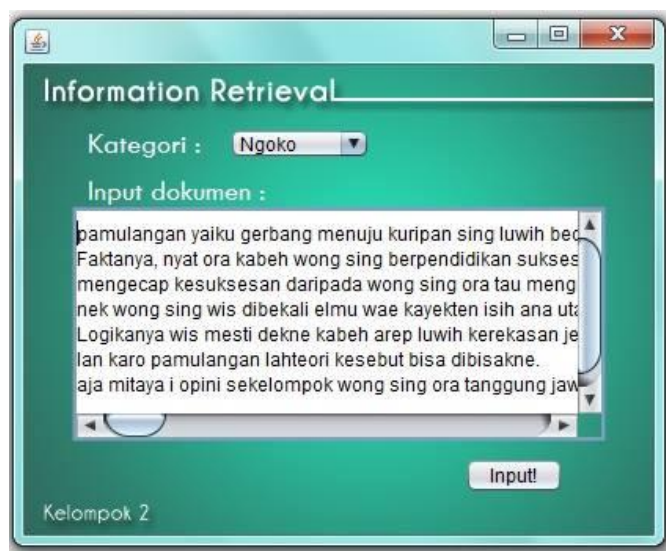 Information Retrieval
Kategori : Ngoko
Input dokumen :
pamulangan yaiku gerbang menuju kuripan sing luwih
Faktanya, nyat ora kabeh wong sing berpendidikan sukses
mengecap kesuksesan daripada wong sing ora tau meng
nek wong sing wis dibekali elmu wae kayekten isih ana
Logikanya wis mesti dekne kabeh arep luwih kerekasan
lan karo pamulangan lahteori kesebut bisa dibisakne.
aja mitaya i opini sekelompok wong sing ora tanggung
Input!
Kelompok 2